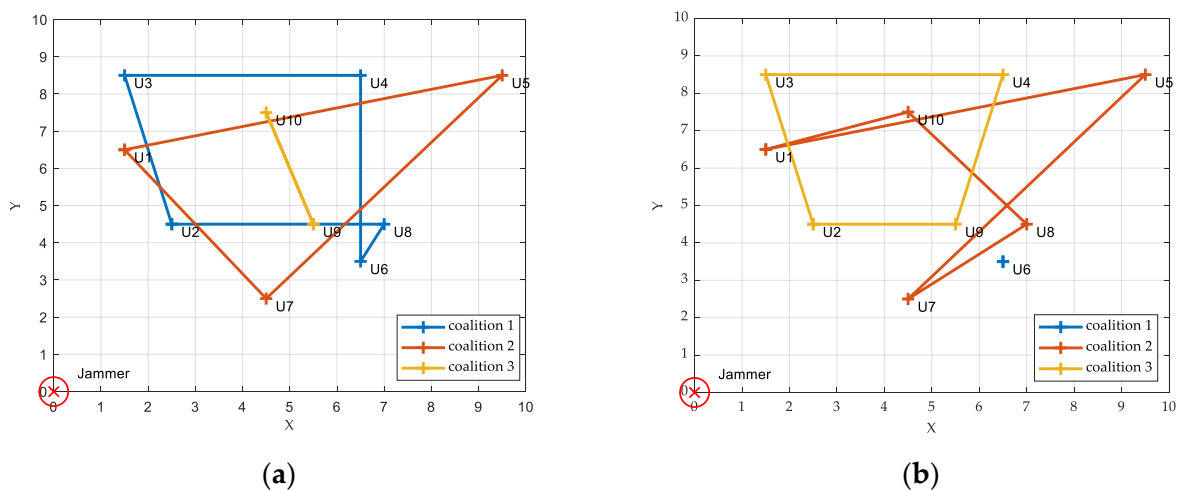 10
9
8
7
6
5
4
3
2
1
0
Y
U3
U4
U5
U10
U1
U2
U9
U8
U6
U7
Jammer
coalition 1
coalition 2
coalition 3
0 1 2 3 4 5 6 7 8 9 10
X
(a)
10
9
8
7
6
5
4
3
2
1
0
Y
U3
U4
U5
U10
U1
U2
U9
U8
U6
U7
Jammer
coalition 1
coalition 2
coalition 3
0 1 2 3 4 5 6 7 8 9 10
X
(b)